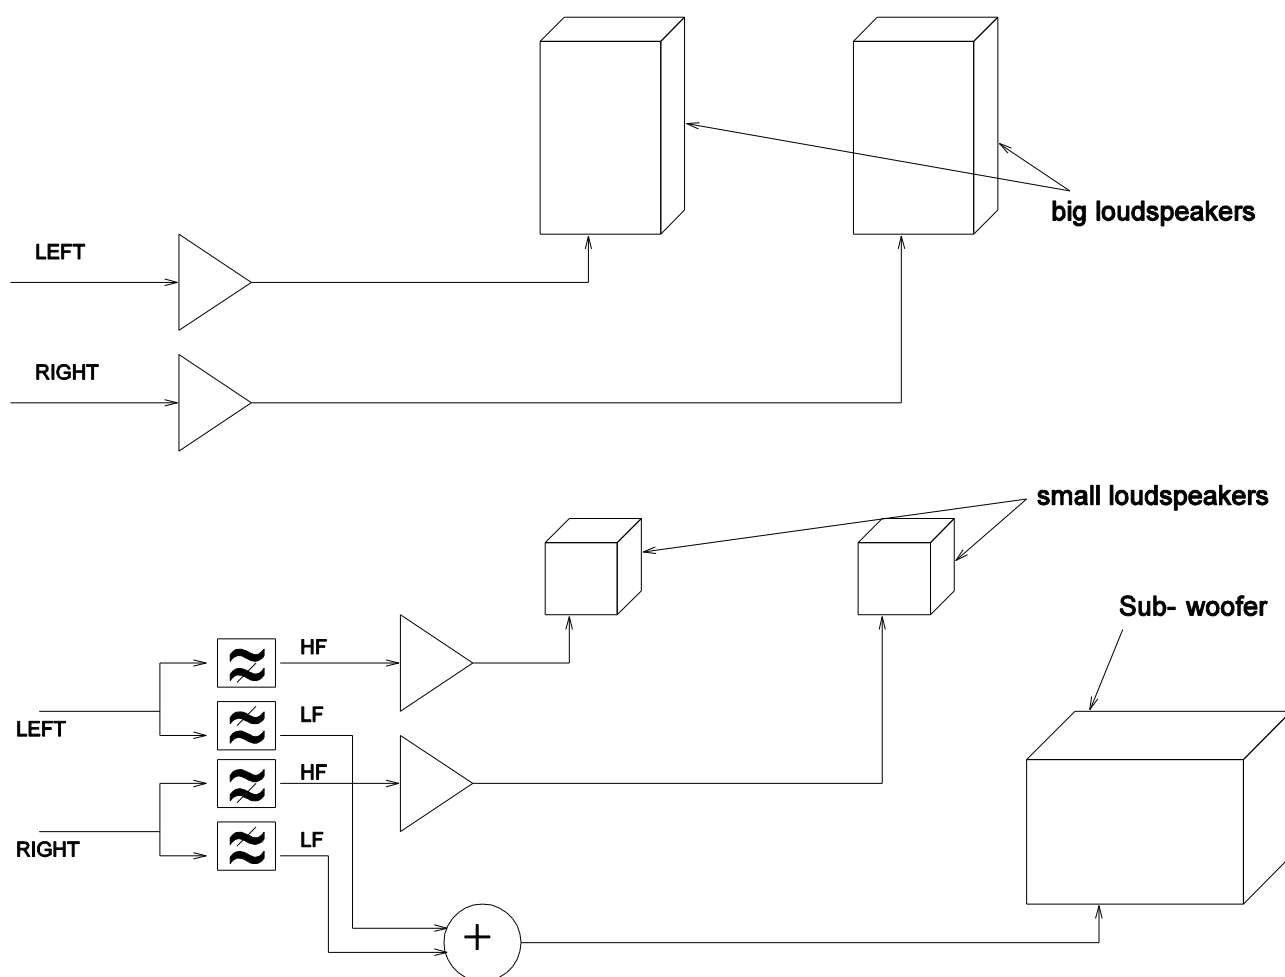 big loudspeakers
LEFT
RIGHT
small loudspeakers
Sub- woofer
HF
LEFT
LF
HF
RIGHT
LF
+